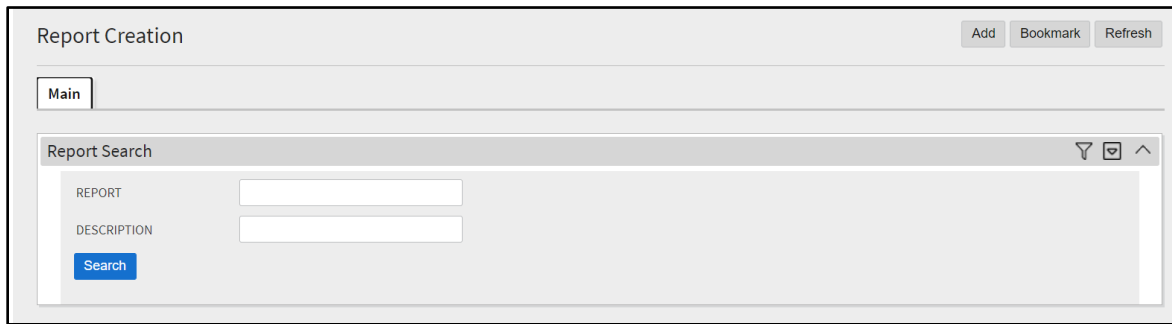 Report Creation
Add Bookmark Refresh
Main
Report Search
REPORT
DESCRIPTION
Search